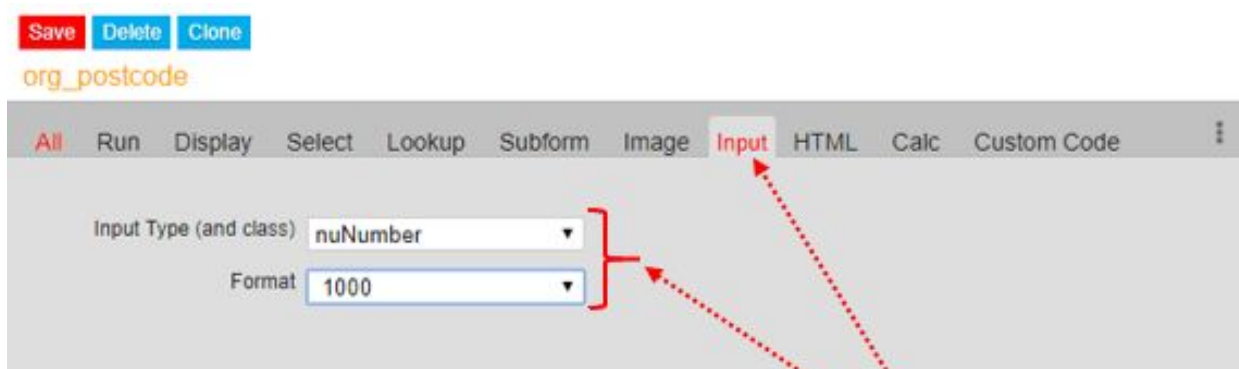 Save Delete Clone
org_postcode
All Run Display Select Lookup Subform Image Input HTML Calc Custom Code
Input Type (and class) nuNumber
Format 1000